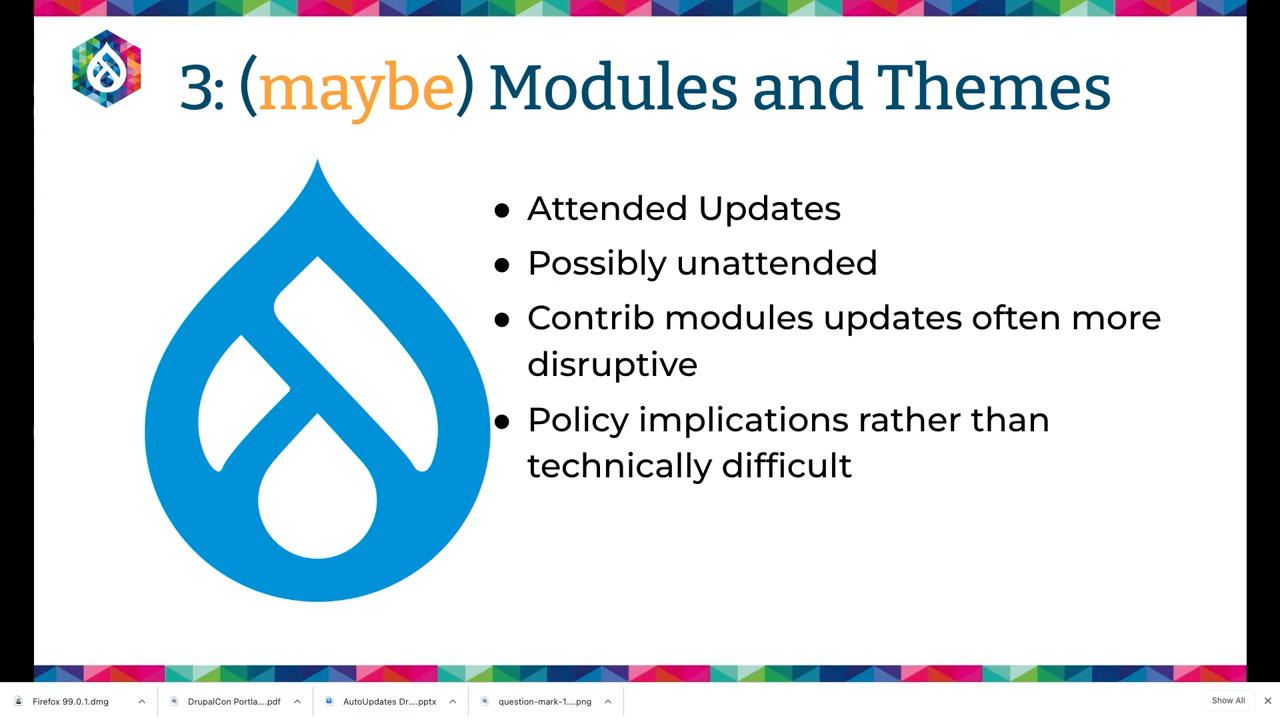 3: (maybe) Modules and Themes
● Attended Updates
● Possibly unattended
● Contrib modules updates often more
disruptive
● Policy implications rather than
technically difficult
Firefox 99.0.1.dmg
DrupalCon Portla....pdf
AutoUpdates Dr....pptx
question-mark-1....png
Show All